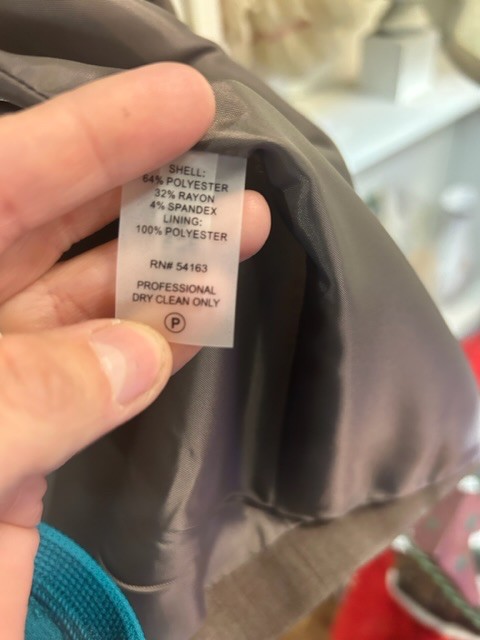 SHELL:
64% POLYESTER
32% RAYON
4% SPANDEX
LINING:
100% POLYESTER
RN# 54163
PROFESSIONAL
DRY CLEAN ONLY
P